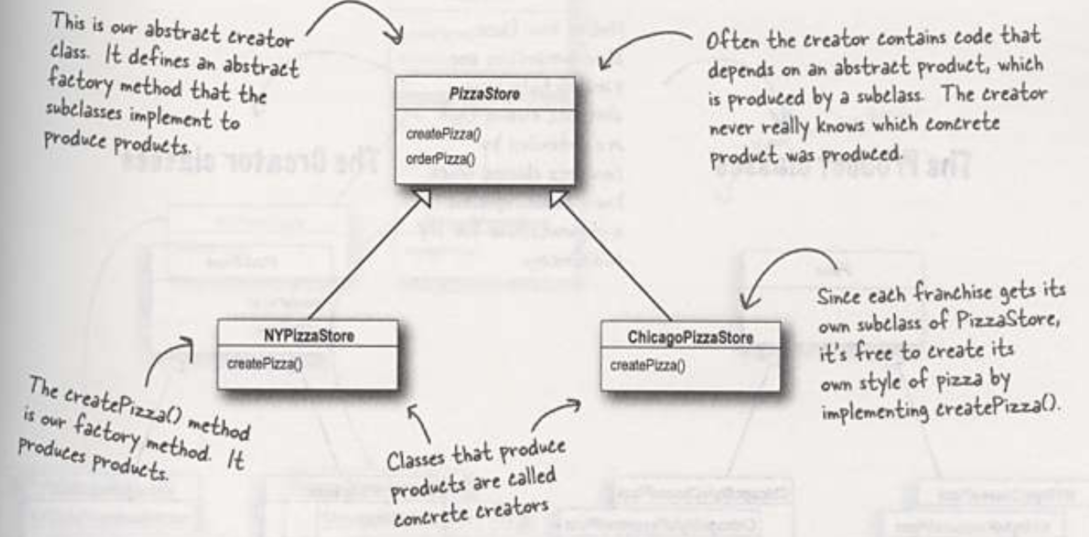 This is our abstract creator
class. It defines an abstract
factory method that the
subclasses implement to
produce products.
PizzaStore
createPizza()
orderPizza()
Often the creator contains code that
depends on an abstract product, which
is produced by a subclass. The creator
never really knows which concrete
product was produced.
The Creator classes
The Product classes
NYPizzaStore
createPizza()
ChicagoPizzaStore
createPizza()
Since each franchise gets its
own subclass of PizzaStore,
it's free to create its
own style of pizza by
implementing createPizza().
The createPizza() method
is our factory method. It
produces products.
Classes that produce
products are called
concrete creators